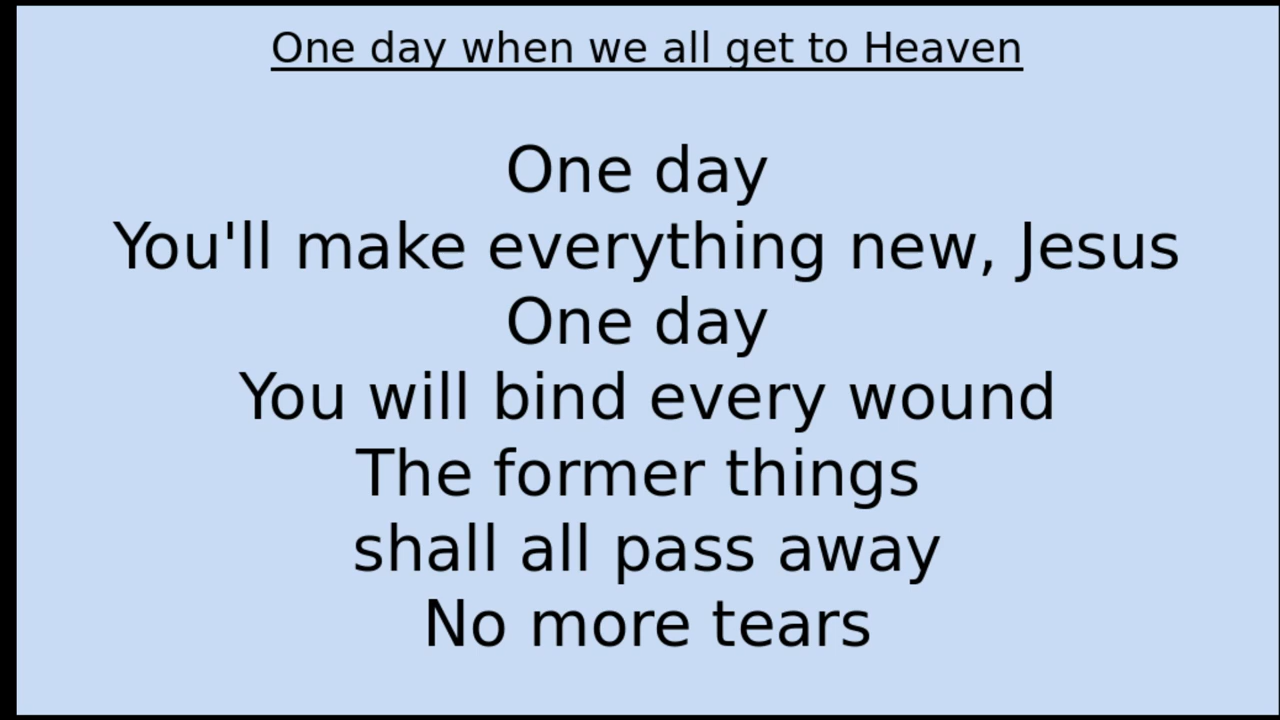 One day when we all get to Heaven
One day
You'll make everything new, Jesus
One day
You will bind every wound
The former things
shall all pass away
No more tears